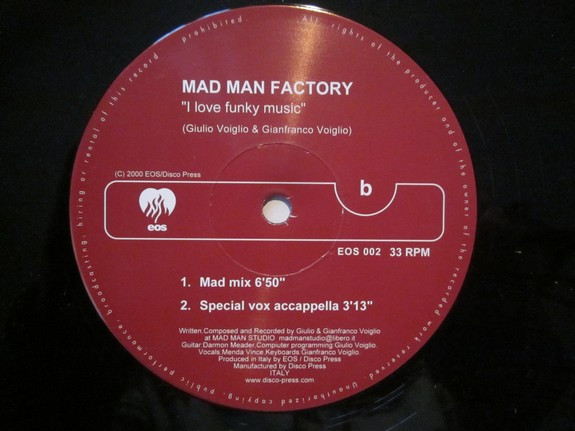 All rights of the producer and of the owner of the recorded work reserved. Unauthorized copying, public performance, broadcasting, hiring or rental of this record prohibited
MAD MAN FACTORY
"I love funky music"
(Giulio Voiglio & Gianfranco Voiglio)
(C) 2000 EOS/Disco Press
b
eos
EOS 002 33 RPM
1. Mad mix 6'50"
2. Special vox accappella 3'13"
Written.Composed and Recorded by Giulio & Gianfranco Voiglio
at MAD MAN STUDIO madmanstudio@libero.it
Guitar:Darmon Meader.Computer programming:Giulio Voiglio.
Vocals:Menda Vince.Keyboards:Gianfranco Voiglio
Produced in Italy by EOS / Disco Press
Manufactured by Disco Press
ITALY
www.disco-press.com